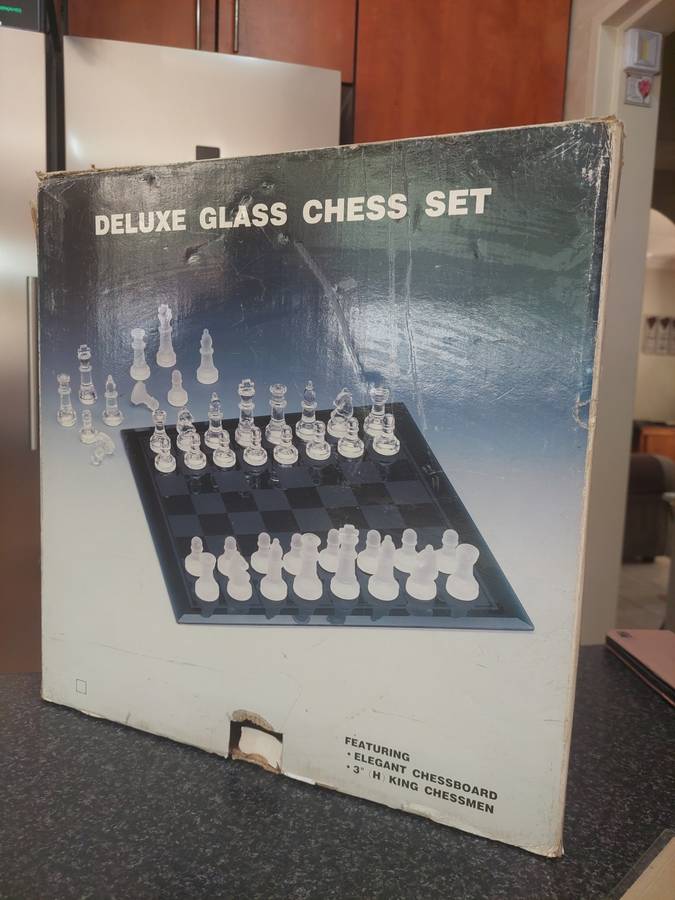 DELUXE GLASS CHESS SET
FEATURING
• ELEGANT CHESSBOARD
• 3" (H) KING CHESSMEN